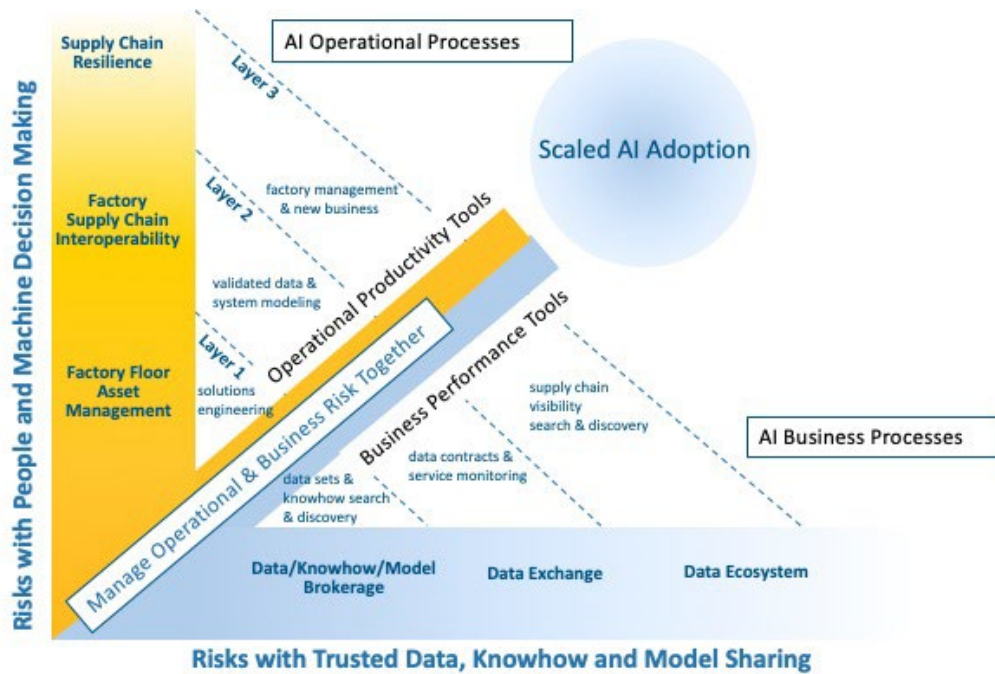 Risks with People and Machine Decision Making
Supply Chain
Resilience
Factory
Supply Chain
Interoperability
Factory Floor
Asset
Management
AI Operational Processes
Layer 3
Layer 2
Layer 1
factory management
& new business
validated data &
system modeling
solutions
engineering
Scaled AI Adoption
Operational Productivity Tools
Manage Operational & Business Risk Together
Business Performance Tools
supply chain
visibility
search & discovery
data contracts &
service monitoring
data sets &
knowhow search
& discovery
AI Business Processes
Data/Knowhow/Model
Brokerage
Data Exchange
Data Ecosystem
Risks with Trusted Data, Knowhow and Model Sharing